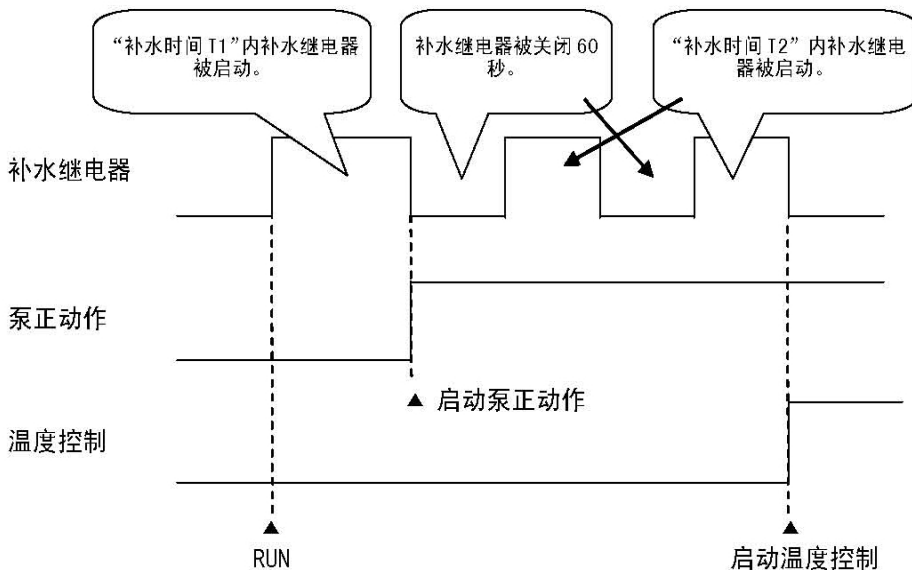 “补水时间 T1”内补水继电器
被启动。
补水继电器被关闭 60
秒。
“补水时间 T2” 内补水继电
器被启动。
补水继电器
泵正动作
▲ 启动泵正动作
温度控制
▲
RUN
▲
启动温度控制